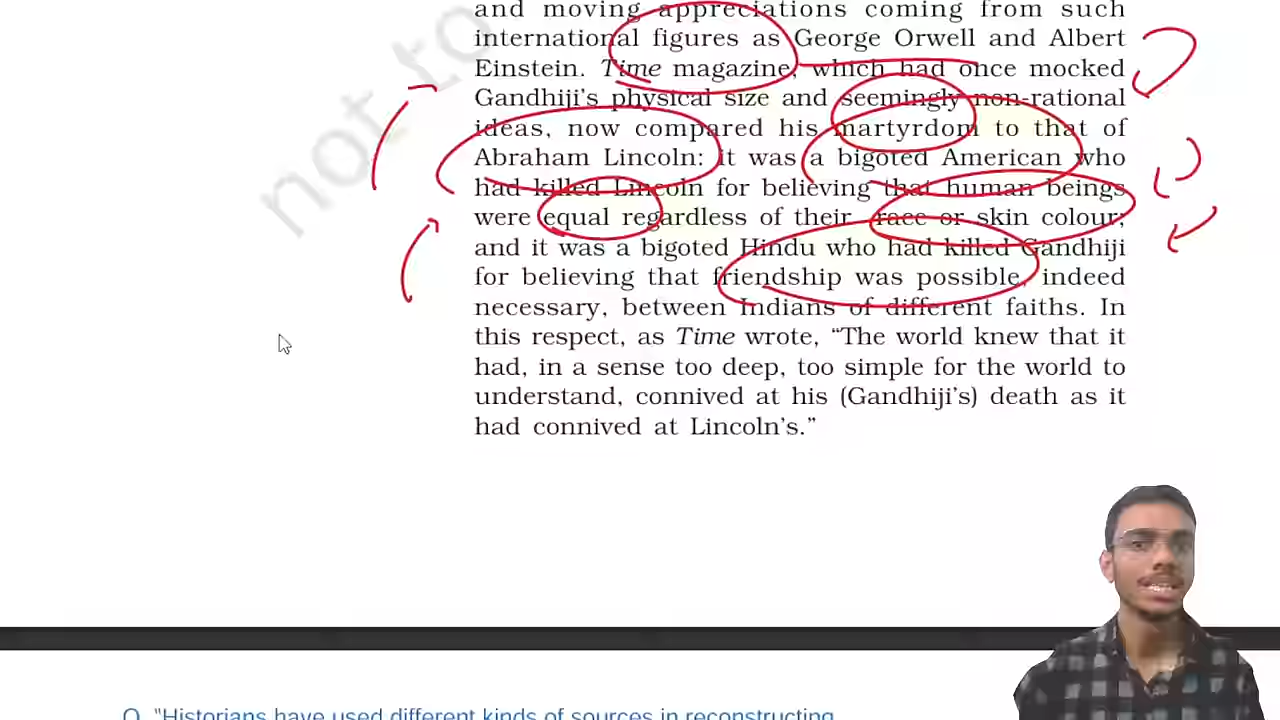 and moving appreciations coming from such
international figures as George Orwell and Albert
Einstein. Time magazine, which had once mocked
Gandhiji's physical size and seemingly non-rational
ideas, now compared his martyrdom to that of
Abraham Lincoln: it was a bigoted American who
had killed Lincoln for believing that human beings
were equal regardless of their race or skin colour;
and it was a bigoted Hindu who had killed Gandhiji
for believing that friendship was possible, indeed
necessary, between Indians of different faiths. In
this respect, as Time wrote, “The world knew that it
had, in a sense too deep, too simple for the world to
understand, connived at his (Gandhiji's) death as it
had connived at Lincoln's.”
not to
Q. "Historians have used different kinds of sources in reconstructing